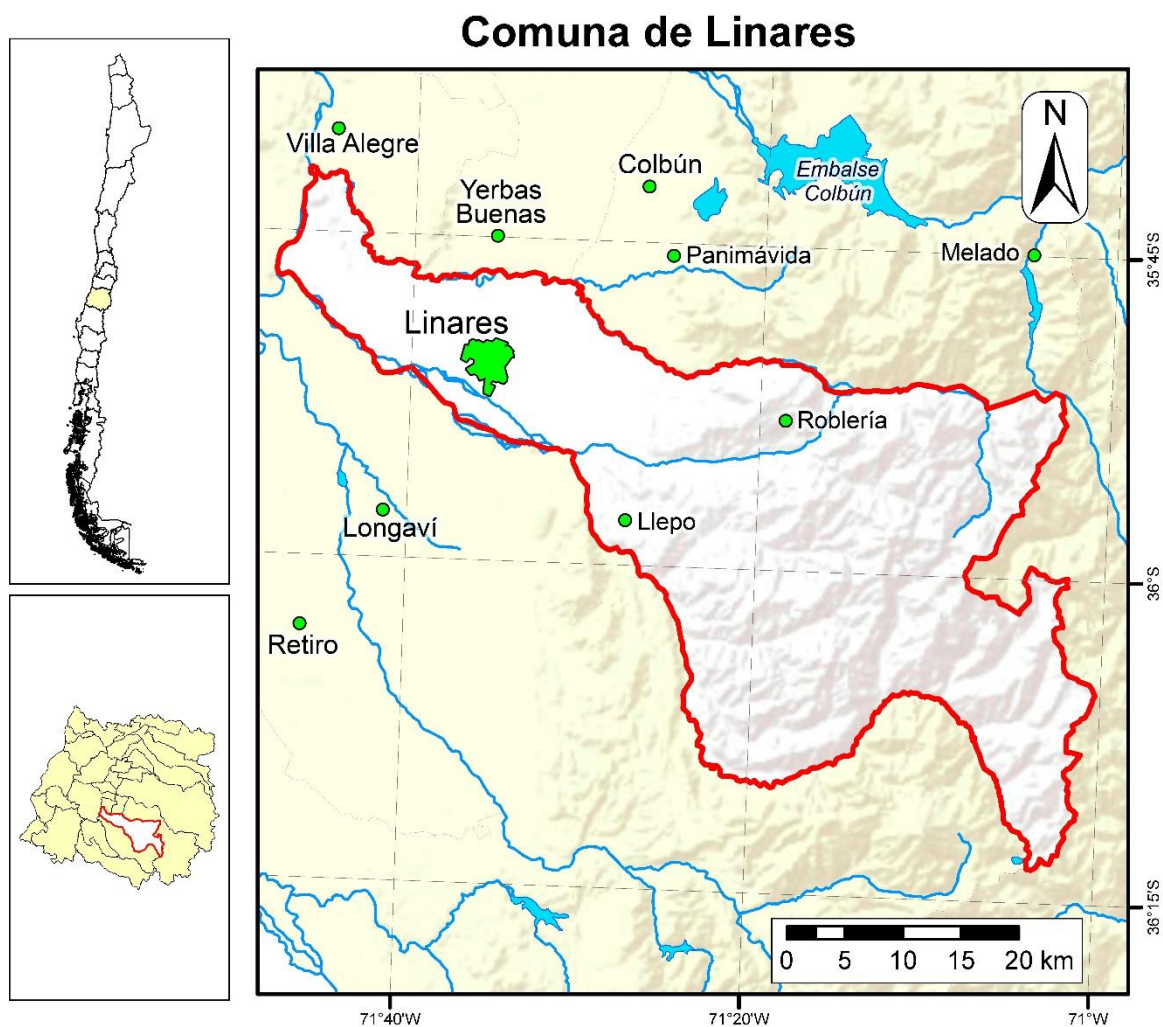 Comuna de Linares
N
Villa Alegre
Yerbas
Buenas
Colbún
Embalse
Colbún
Panimávida
Melado
35°45'S
Linares
Roblería
Longaví
Llepo
36°S
Retiro
36°15'S
0 5 10 15 20 km
71°40'W
71°20'W
71°W